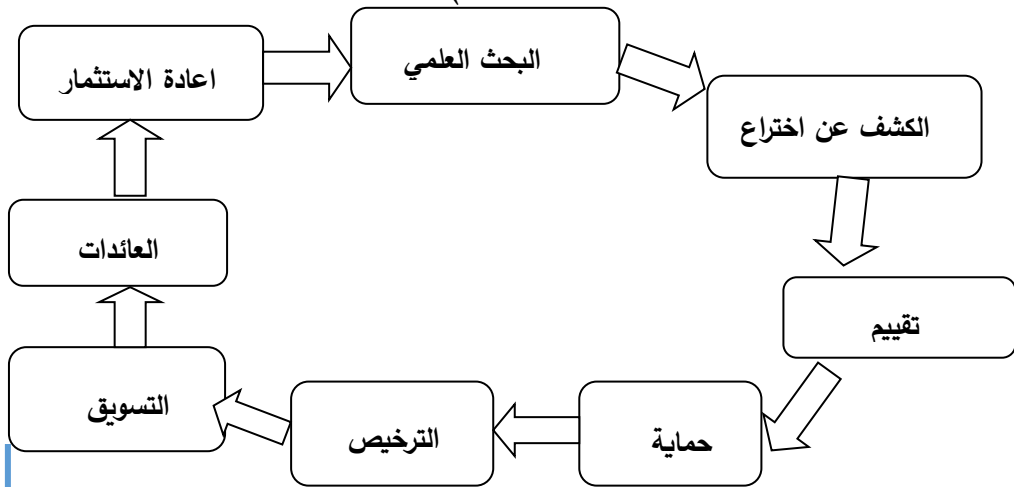 البحث العلمي
الكشف عن اختراع
تقييم
حماية
الترخيص
التسويق
العائدات
اعادة الاستثمار